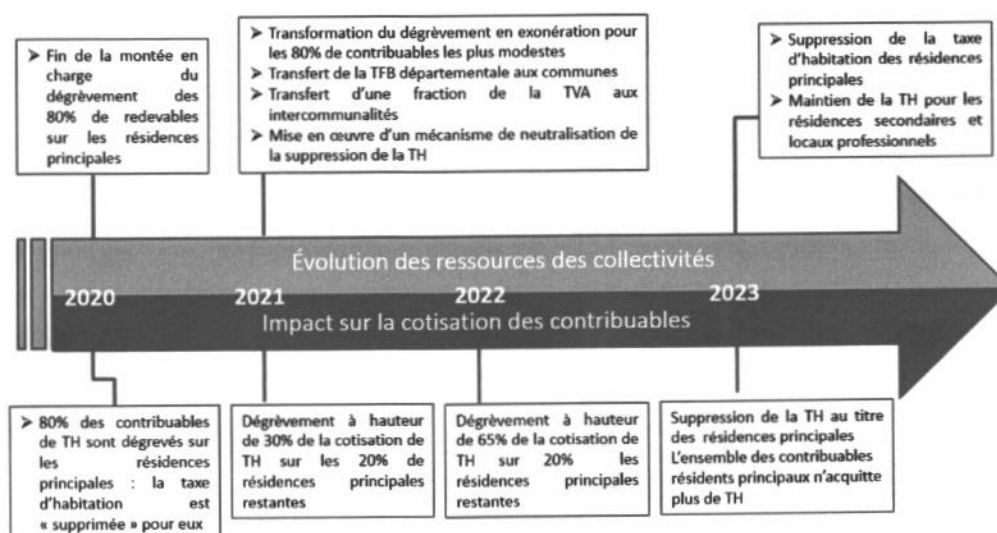 ➢ Fin de la montée en
charge du
dégrèvement des
80% de redevables
sur les résidences
principales
➢ Transformation du dégrèvement en exonération pour
les 80% de contribuables les plus modestes
➢ Transfert de la TFB départementale aux communes
➢ Transfert d'une fraction de la TVA aux
intercommunalités
➢ Mise en œuvre d'un mécanisme de neutralisation de
la suppression de la TH
➢ Suppression de la taxe
d'habitation des résidences
principales
➢ Maintien de la TH pour les
résidences secondaires et
locaux professionnels
Évolution des ressources des collectivités
2020 2021 2022 2023
Impact sur la cotisation des contribuables
➢ 80% des contribuables
de TH sont dégrevés sur
les résidences
principales : la taxe
d'habitation est
« supprimée » pour eux
Dégrèvement à hauteur
de 30% de la cotisation de
TH sur les 20% de
résidences principales
restantes
Dégrèvement à hauteur
de 65% de la cotisation de
TH sur 20% les
résidences principales
restantes
Suppression de la TH au titre
des résidences principales
L'ensemble des contribuables
résidents principaux n'acquitte
plus de TH